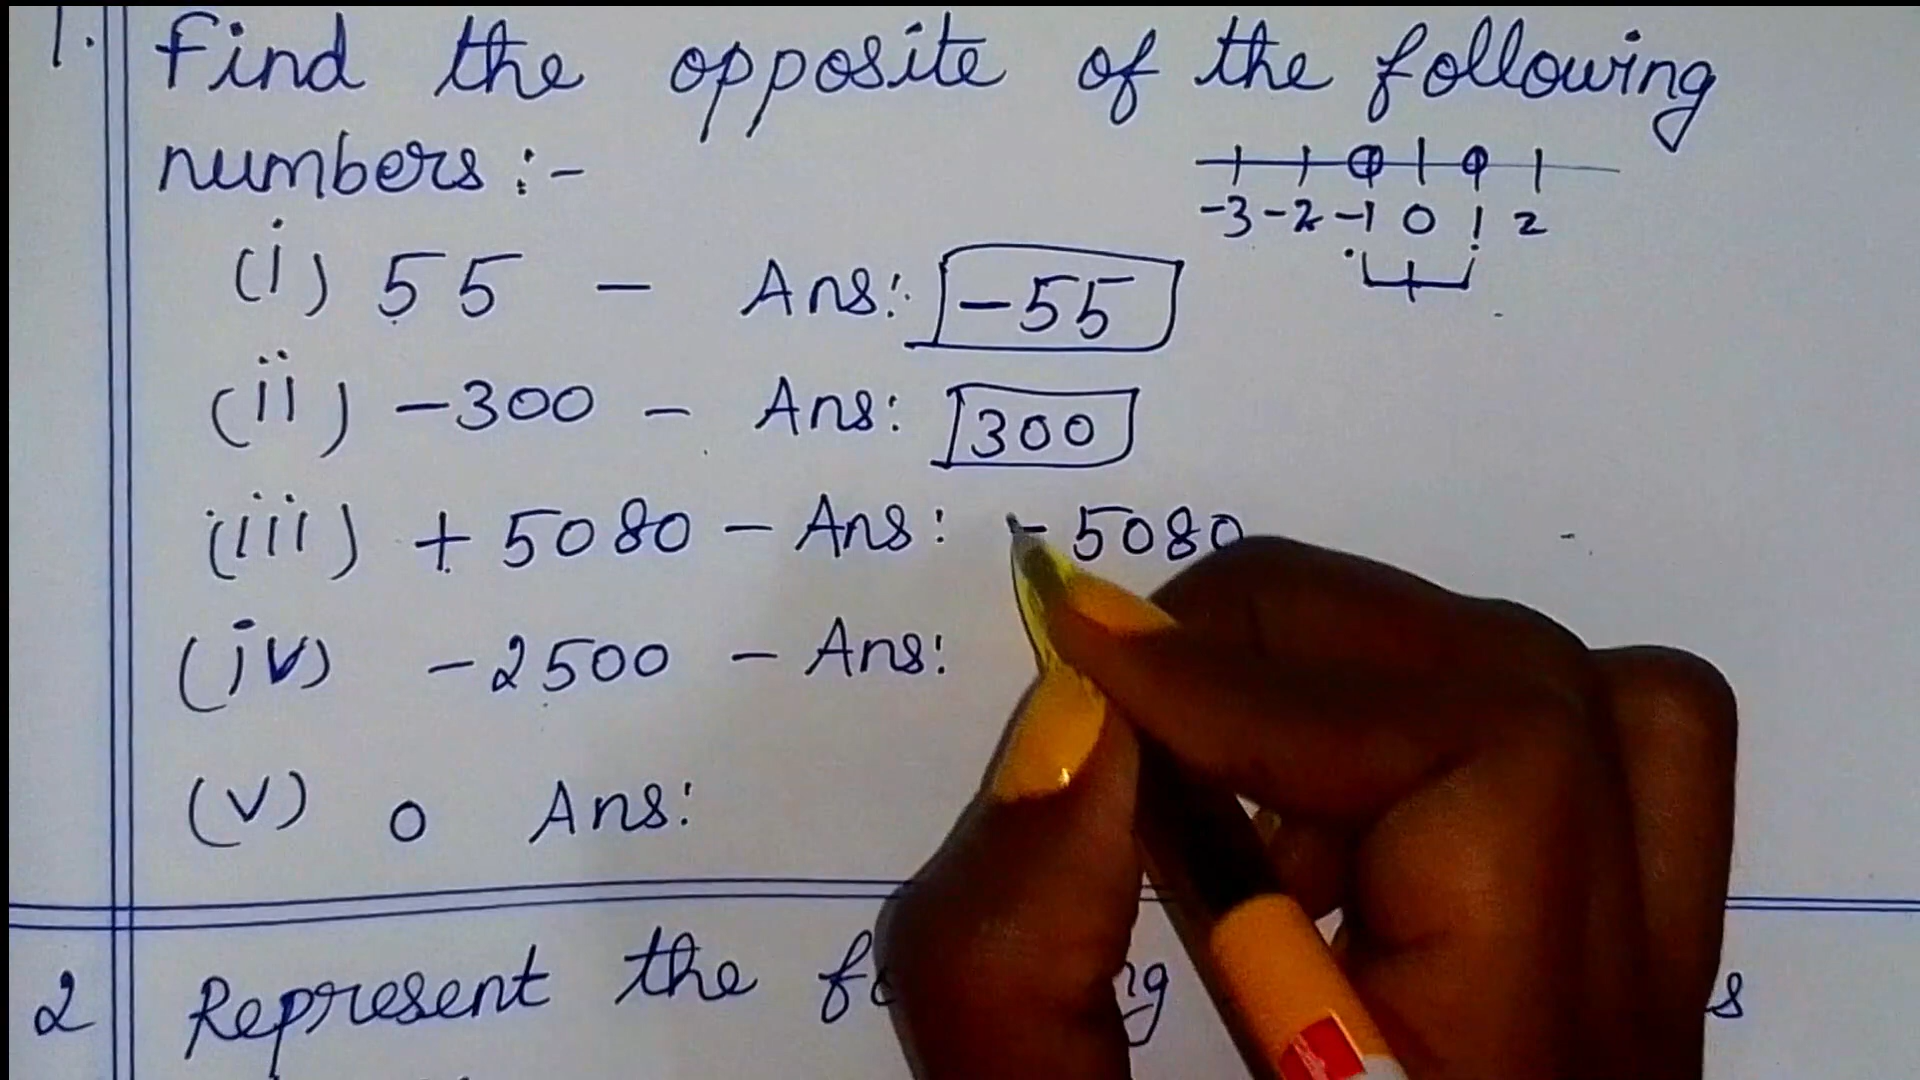 1. Find the opposite of the following
numbers :-
-3 -2 -1 0 1 2
(i) 55 - Ans: -55
(ii) -300 - Ans: 300
(iii) +5080 - Ans: -5080
(iv) -2500 - Ans:
(v) 0 Ans:
2 Represent the